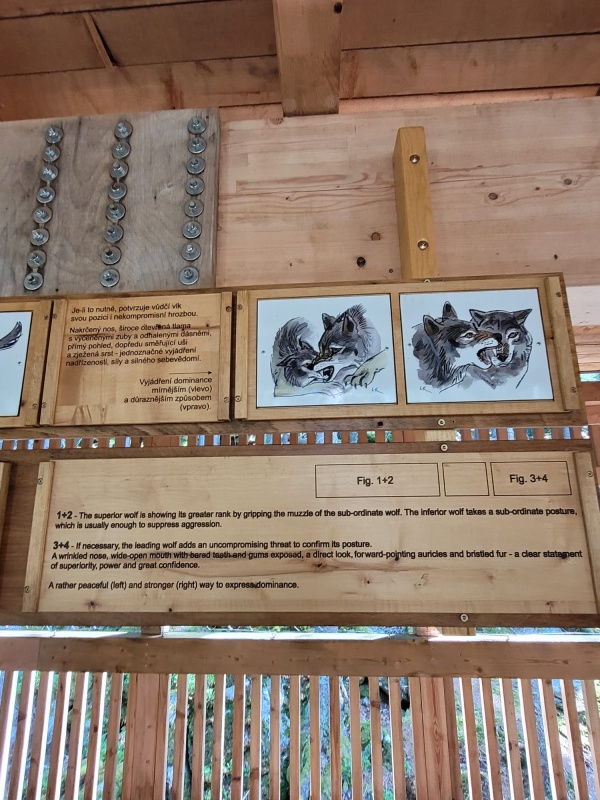 Je-li to nutné, potvrzuje vůdčí vlk
svou pozici i nekompromisní hrozbou.
Nakrčený nos, široce otevřená tlama
s vyceněnými zuby a odhalenými dásněmi,
přímý pohled, dopředu směřující uši
a zježená srst - jednoznačné vyjádření
nadřízenosti, síly a silného sebevědomí.
Vyjádření dominance
mírnějším (vlevo)
a důraznějším způsobem
(vpravo).
Fig. 1+2
Fig. 3+4
1+2 - The superior wolf is showing its greater rank by gripping the muzzle of the sub-ordinate wolf. The inferior wolf takes a sub-ordinate posture,
which is usually enough to suppress aggression.
3+4 - If necessary, the leading wolf adds an uncompromising threat to confirm its posture.
A wrinkled nose, wide-open mouth with bared teeth and gums exposed, a direct look, forward-pointing auricles and bristled fur - a clear statement
of superiority, power and great confidence.
A rather peaceful (left) and stronger (right) way to express dominance.